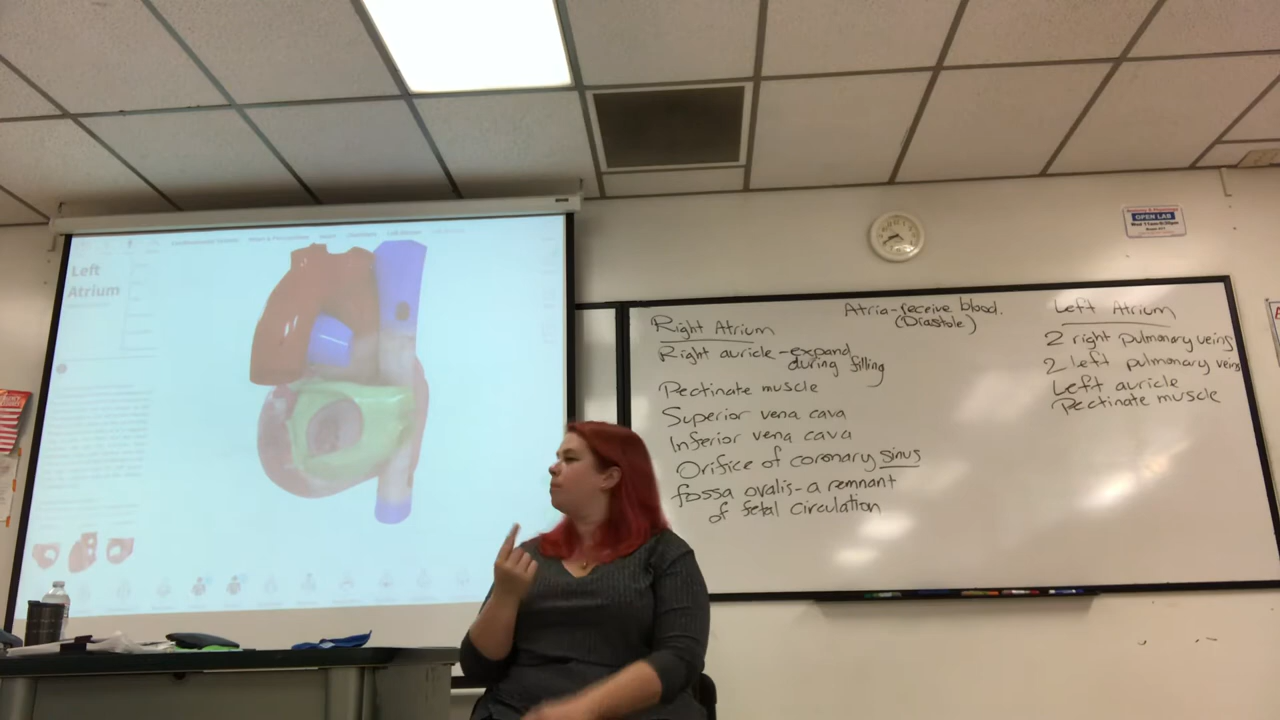 Left
Atrium
OPEN LAB
Atria-receive blood.
(Diastole)
Right Atrium
Right auricle-expand
during filling
Pectinate muscle
Superior vena cava
Inferior vena cava
Orifice of coronary sinus
fossa ovalis-a remnant
of fetal circulation
Left Atrium
2 right pulmonary veins
2 left pulmonary veins
Left auricle
Pectinate muscle